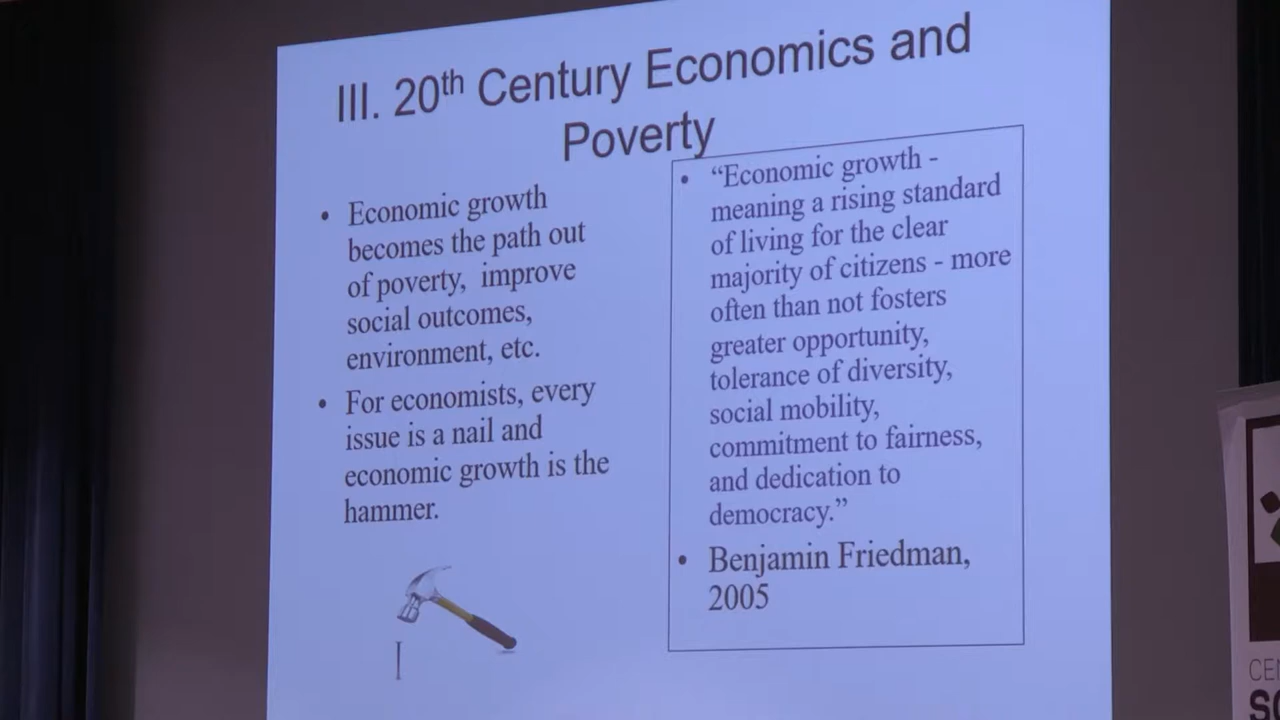 III. 20th Century Economics and
Poverty
• Economic growth
becomes the path out
of poverty, improve
social outcomes,
environment, etc.
• For economists, every
issue is a nail and
economic growth is the
hammer.
• “Economic growth -
meaning a rising standard
of living for the clear
majority of citizens - more
often than not fosters
greater opportunity,
tolerance of diversity,
social mobility,
commitment to fairness,
and dedication to
democracy.”
• Benjamin Friedman,
2005